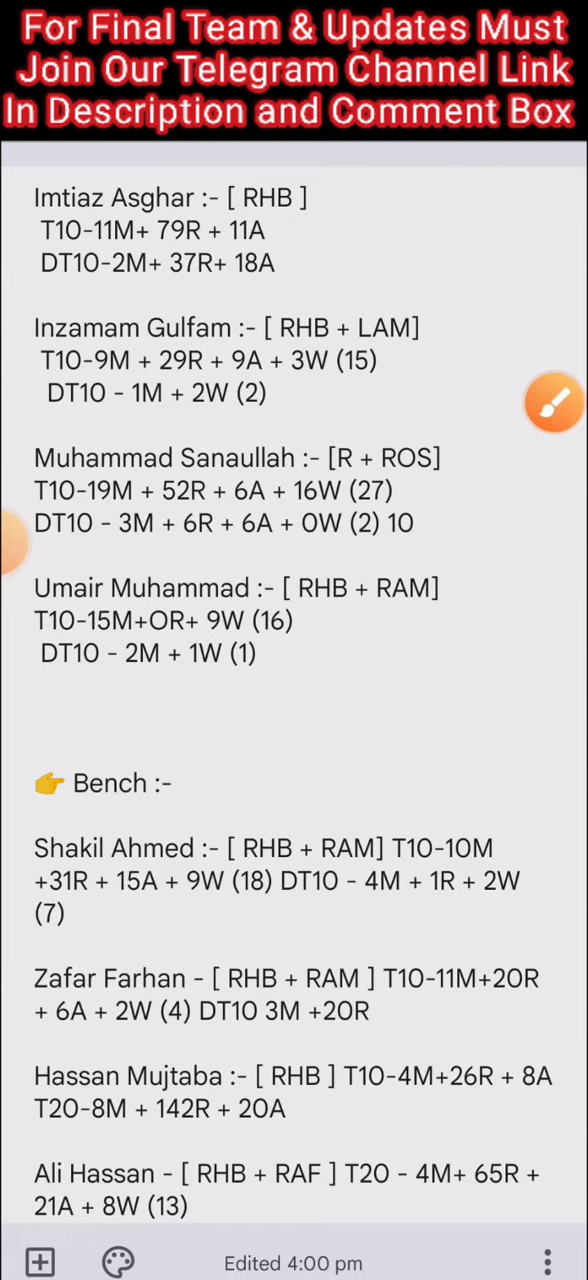 For Final Team & Updates Must
Join Our Telegram Channel Link
In Description and Comment Box
Imtiaz Asghar :- [ RHB ]
T10-11M+ 79R + 11A
DT10-2M+ 37R+ 18A
Inzamam Gulfam :- [ RHB + LAM]
T10-9M + 29R + 9A + 3W (15)
DT10 - 1M + 2W (2)
Muhammad Sanaullah :- [R + ROS]
T10-19M + 52R + 6A + 16W (27)
DT10 - 3M + 6R + 6A + 0W (2) 10
Umair Muhammad :- [ RHB + RAM]
T10-15M+0R+ 9W (16)
DT10 - 2M + 1W (1)
👉 Bench :-
Shakil Ahmed :- [ RHB + RAM] T10-10M
+31R + 15A + 9W (18) DT10 - 4M + 1R + 2W
(7)
Zafar Farhan - [ RHB + RAM ] T10-11M+20R
+ 6A + 2W (4) DT10 3M +20R
Hassan Mujtaba :- [ RHB ] T10-4M+26R + 8A
T20-8M + 142R + 20A
Ali Hassan - [ RHB + RAF ] T20 - 4M+ 65R +
21A + 8W (13)
Edited 4:00 pm